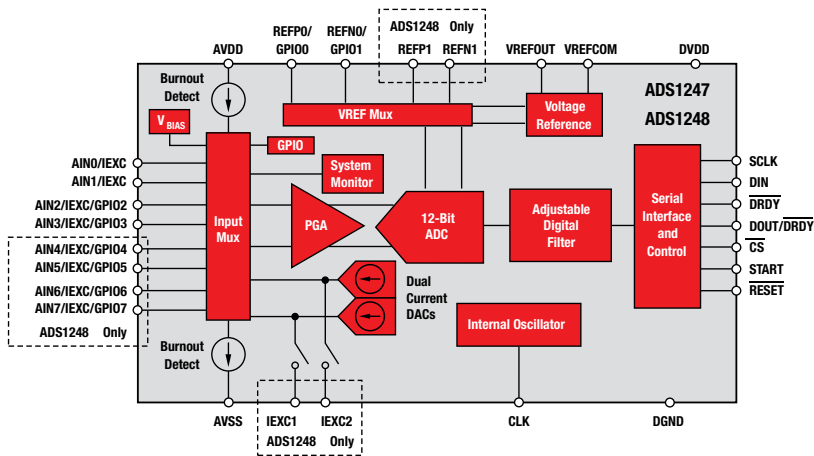 REFP0/
GPIO0
REFN0/
GPIO1
ADS1248 Only
REFP1
REFN1
AVDD
VREFOUT
VREFCOM
DVDD
Burnout
Detect
ADS1247
ADS1248
VBIAS
VREF Mux
Voltage
Reference
GPIO
System
Monitor
AIN0/IEXC
AIN1/IEXC
AIN2/IEXC/GPIO2
AIN3/IEXC/GPIO3
AIN4/IEXC/GPIO4
AIN5/IEXC/GPIO5
AIN6/IEXC/GPIO6
AIN7/IEXC/GPIO7
ADS1248 Only
Input
Mux
PGA
12-Bit
ADC
Adjustable
Digital
Filter
Serial
Interface
and
Control
SCLK
DIN
DRDY
DOUT/DRDY
CS
START
RESET
Dual
Current
DACs
Internal Oscillator
Burnout
Detect
AVSS
IEXC1
IEXC2
ADS1248 Only
CLK
DGND